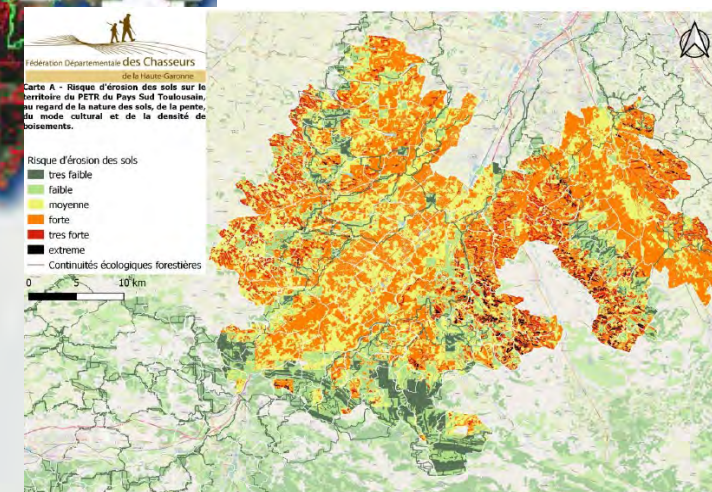 Fédération Départementale des Chasseurs
de la Haute-Garonne
Carte A - Risque d'érosion des sols sur le
territoire du PETR du Pays Sud Toulousain,
au regard de la nature des sols, de la pente,
du mode cultural et de la densité de
boisements.
Risque d'érosion des sols
tres faible
faible
moyenne
forte
tres forte
extreme
Continuités écologiques forestières
0 5 10 km